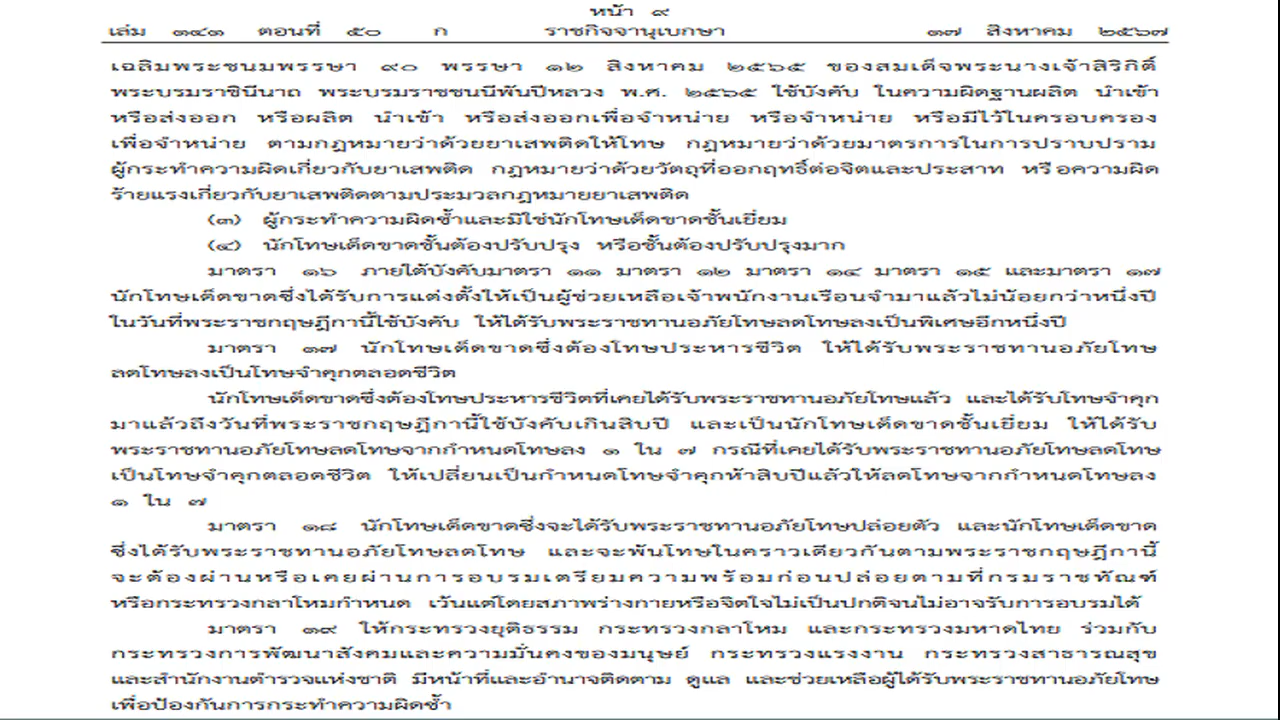 หน้า ๙
เล่ม ๑๔๑ ตอนที่ ๕๐ ก ราชกิจจานุเบกษา ๑๗ สิงหาคม ๒๕๖๗
เฉลิมพระชนมพรรษา ๙๐ พรรษา ๑๒ สิงหาคม ๒๕๖๕ ของสมเด็จพระนางเจ้าสิริกิติ์
พระบรมราชินีนาถ พระบรมราชชนนีพันปีหลวง พ.ศ. ๒๕๖๕ ใช้บังคับ ในความผิดฐานผลิต นำเข้า
หรือส่งออก หรือผลิต นำเข้า หรือส่งออกเพื่อจำหน่าย หรือจำหน่าย หรือมีไว้ในครอบครอง
เพื่อจำหน่าย ตามกฎหมายว่าด้วยยาเสพติดให้โทษ กฎหมายว่าด้วยมาตรการในการปราบปราม
ผู้กระทำความผิดเกี่ยวกับยาเสพติด กฎหมายว่าด้วยวัตถุที่ออกฤทธิ์ต่อจิตและประสาท หรือความผิด
ร้ายแรงเกี่ยวกับยาเสพติดตามประมวลกฎหมายยาเสพติด
(๓) ผู้กระทำความผิดซ้ำและมิใช่นักโทษเด็ดขาดชั้นเยี่ยม
(๔) นักโทษเด็ดขาดชั้นต้องปรับปรุง หรือชั้นต้องปรับปรุงมาก
มาตรา ๑๖ ภายใต้บังคับมาตรา ๑๑ มาตรา ๑๒ มาตรา ๑๔ มาตรา ๑๕ และมาตรา ๑๗
นักโทษเด็ดขาดซึ่งได้รับการแต่งตั้งให้เป็นผู้ช่วยเหลือเจ้าพนักงานเรือนจำมาแล้วไม่น้อยกว่าหนึ่งปี
ในวันที่พระราชกฤษฎีกานี้ใช้บังคับ ให้ได้รับพระราชทานอภัยโทษลดโทษลงเป็นพิเศษอีกหนึ่งปี
มาตรา ๑๗ นักโทษเด็ดขาดซึ่งต้องโทษประหารชีวิต ให้ได้รับพระราชทานอภัยโทษ
ลดโทษลงเป็นโทษจำคุกตลอดชีวิต
นักโทษเด็ดขาดซึ่งต้องโทษประหารชีวิตที่เคยได้รับพระราชทานอภัยโทษแล้ว และได้รับโทษจำคุก
มาแล้วถึงวันที่พระราชกฤษฎีกานี้ใช้บังคับเกินสิบปี และเป็นนักโทษเด็ดขาดชั้นเยี่ยม ให้ได้รับ
พระราชทานอภัยโทษลดโทษจากกำหนดโทษลง ๑ ใน ๗ กรณีที่เคยได้รับพระราชทานอภัยโทษลดโทษ
เป็นโทษจำคุกตลอดชีวิต ให้เปลี่ยนเป็นกำหนดโทษจำคุกห้าสิบปีแล้วให้ลดโทษจากกำหนดโทษลง
๑ ใน ๗
มาตรา ๑๘ นักโทษเด็ดขาดซึ่งจะได้รับพระราชทานอภัยโทษปล่อยตัว และนักโทษเด็ดขาด
ซึ่งได้รับพระราชทานอภัยโทษลดโทษ และจะพ้นโทษในคราวเดียวกันตามพระราชกฤษฎีกานี้
จะต้องผ่านหรือเคยผ่านการอบรมเตรียมความพร้อมก่อนปล่อยตามที่กรมราชทัณฑ์
หรือกระทรวงกลาโหมกำหนด เว้นแต่โดยสภาพร่างกายหรือจิตใจไม่เป็นปกติจนไม่อาจรับการอบรมได้
มาตรา ๑๙ ให้กระทรวงยุติธรรม กระทรวงกลาโหม และกระทรวงมหาดไทย ร่วมกับ
กระทรวงการพัฒนาสังคมและความมั่นคงของมนุษย์ กระทรวงแรงงาน กระทรวงสาธารณสุข
และสำนักงานตำรวจแห่งชาติ มีหน้าที่และอำนาจติดตาม ดูแล และช่วยเหลือผู้ได้รับพระราชทานอภัยโทษ
เพื่อป้องกันการกระทำความผิดซ้ำ